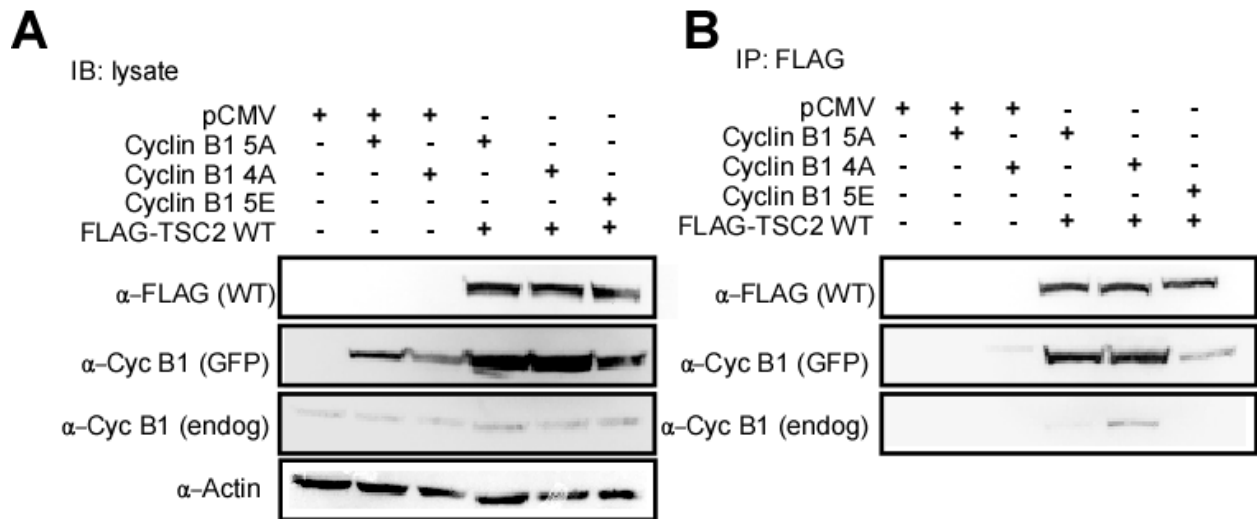 A
IB: lysate
pCMV + + + - - -
Cyclin B1 5A - + - + - -
Cyclin B1 4A - - + - + -
Cyclin B1 5E - - - - - +
FLAG-TSC2 WT - - - + + +
α–FLAG (WT)
α–Cyc B1 (GFP)
α–Cyc B1 (endog)
α–Actin
B
IP: FLAG
pCMV + + + - - -
Cyclin B1 5A - + - + - -
Cyclin B1 4A - - + - + -
Cyclin B1 5E - - - - - +
FLAG-TSC2 WT - - - + + +
α–FLAG (WT)
α–Cyc B1 (GFP)
α–Cyc B1 (endog)